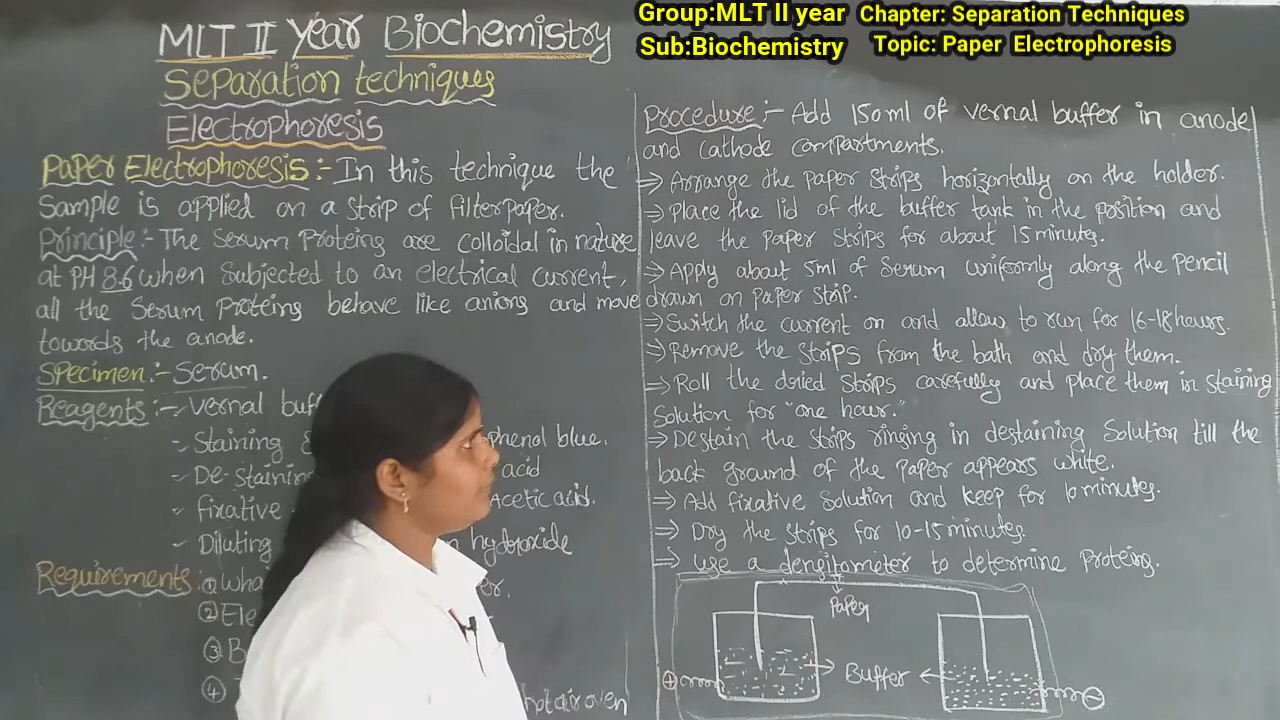 Group:MLT II year
Chapter: Separation Techniques
Sub:Biochemistry
Topic: Paper Electrophoresis
MLT II Year Biochemistry
Separation techniques
Electrophoresis
Paper Electrophoresis:- In this technique the
Sample is applied on a strip of filterpaper.
Principle:- The Serum Proteins are colloidal in nature
at PH 8.6 when Subjected to an electrical current,
all the Serum Proteins behave like anions and move
towards the anode.
Specimen:- Serum.
Reagents:- Vernal
- Staining phenol blue.
- De-staining acid
- Fixative Acetic acid.
- Diluting hydroxide
Requirements: ①
②
③
④ hot air oven
Procedure:- Add 150ml of vernal buffer in anode
and cathode compartments.
⇒ Arrange the paper strips horizontally on the holder.
⇒ Place the lid of the buffer tank in the position and
leave the paper strips for about 15 minutes.
⇒ Apply about 5ml of Serum uniformly along the pencil
drawn on paper strip.
⇒ Switch the current on and allow to run for 16-18 hours.
⇒ Remove the strips from the bath and dry them.
⇒ Roll the dried strips carefully and place them in staining
Solution for "one hour."
⇒ Destain the strips ringing in destaining Solution till the
back ground of the paper appears white.
⇒ Add fixative solution and keep for 10 minutes.
⇒ Dry the strips for 10-15 minutes.
⇒ use a densitometer to determine proteins.
Paper
Buffer
+
-